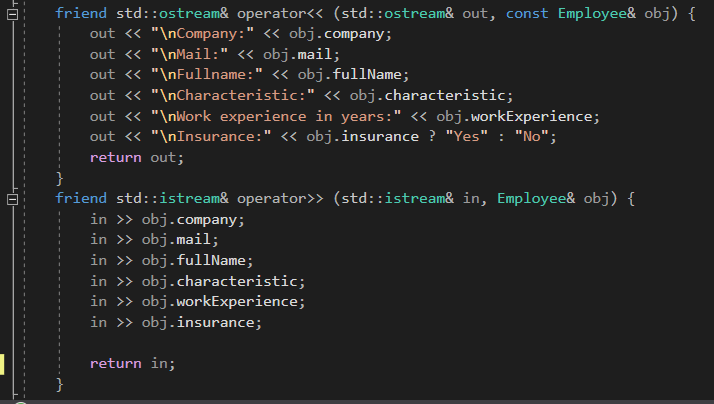 friend std::ostream& operator<< (std::ostream& out, const Employee& obj) {
out << "\nCompany:" << obj.company;
out << "\nMail:" << obj.mail;
out << "\nFullname:" << obj.fullName;
out << "\nCharacteristic:" << obj.characteristic;
out << "\nWork experience in years:" << obj.workExperience;
out << "\nInsurance:" << obj.insurance ? "Yes" : "No";
return out;
}
friend std::istream& operator>> (std::istream& in, Employee& obj) {
in >> obj.company;
in >> obj.mail;
in >> obj.fullName;
in >> obj.characteristic;
in >> obj.workExperience;
in >> obj.insurance;
return in;
}